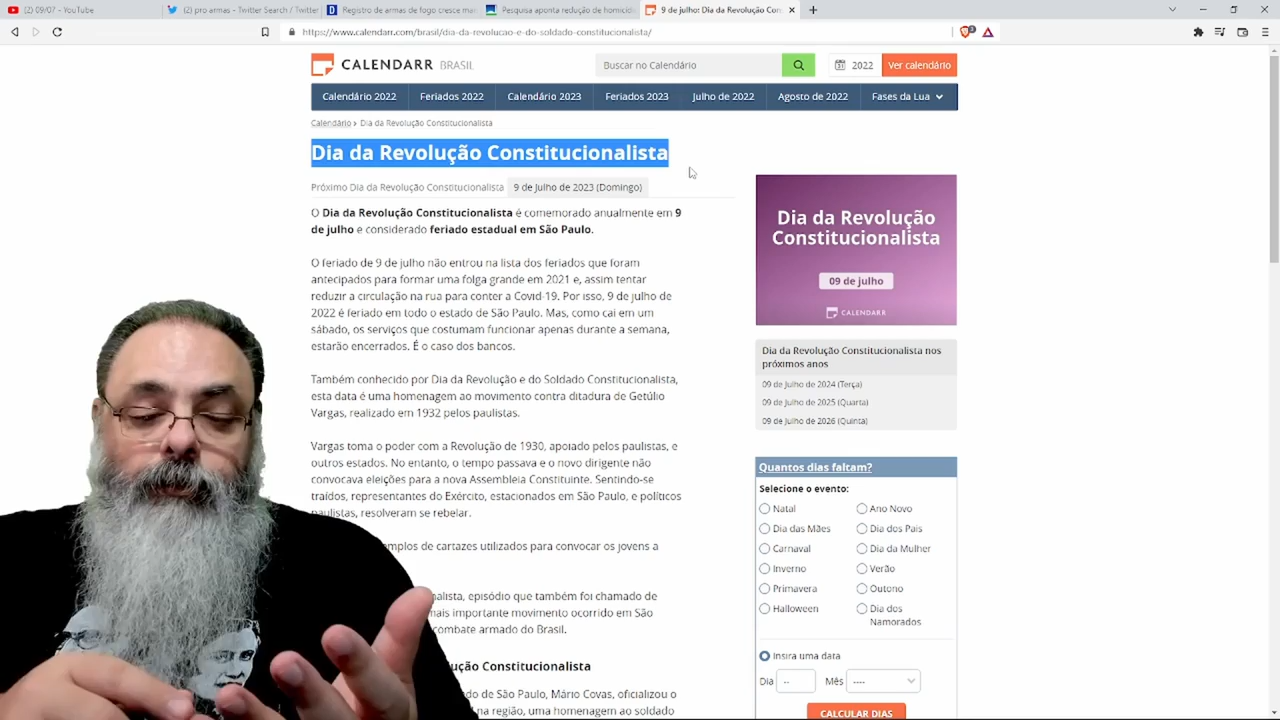 (2) 09/07 - YouTube
(2) pro armas - Twitter Search / Twitter
Registro de armas de fogo cresce ma
Pesquisa aponta redução de homicíd
9 de julho: Dia da Revolução Con
https://www.calendarr.com/brasil/dia-da-revolucao-e-do-soldado-constitucionalista/
CALENDARR BRASIL
Buscar no Calendário
2022
Ver calendário
Calendário 2022
Feriados 2022
Calendário 2023
Feriados 2023
Julho de 2022
Agosto de 2022
Fases da Lua
Calendário › Dia da Revolução Constitucionalista
Dia da Revolução Constitucionalista
Próximo Dia da Revolução Constitucionalista 9 de Julho de 2023 (Domingo)
O Dia da Revolução Constitucionalista é comemorado anualmente em 9
de julho e considerado feriado estadual em São Paulo.
O feriado de 9 de julho não entrou na lista dos feriados que foram
antecipados para formar uma folga grande em 2021 e, assim tentar
reduzir a circulação na rua para conter a Covid-19. Por isso, 9 de julho de
2022 é feriado em todo o estado de São Paulo. Mas, como cai em um
sábado, os serviços que costumam funcionar apenas durante a semana,
estarão encerrados. É o caso dos bancos.
Também conhecido por Dia da Revolução e do Soldado Constitucionalista,
esta data é uma homenagem ao movimento contra ditadura de Getúlio
Vargas, realizado em 1932 pelos paulistas.
Vargas toma o poder com a Revolução de 1930, apoiado pelos paulistas, e
outros estados. No entanto, o tempo passava e o novo dirigente não
convocava eleições para a nova Assembleia Constituinte. Sentindo-se
traídos, representantes do Exército, estacionados em São Paulo, e políticos
paulistas, resolveram se rebelar.
mplos de cartazes utilizados para convocar os jovens a
nalista, episódio que também foi chamado de
mais importante movimento ocorrido em São
combate armado do Brasil.
ução Constitucionalista
do de São Paulo, Mário Covas, oficializou o
l na região, uma homenagem ao soldado
Dia da Revolução
Constitucionalista
09 de julho
CALENDARR
Dia da Revolução Constitucionalista nos
próximos anos
09 de Julho de 2024 (Terça)
09 de Julho de 2025 (Quarta)
09 de Julho de 2026 (Quinta)
Quantos dias faltam?
Selecione o evento:
Natal
Ano Novo
Dia das Mães
Dia dos Pais
Carnaval
Dia da Mulher
Inverno
Verão
Primavera
Outono
Halloween
Dia dos
Namorados
Insira uma data
Dia -- Mês ----
CALCULAR DIAS